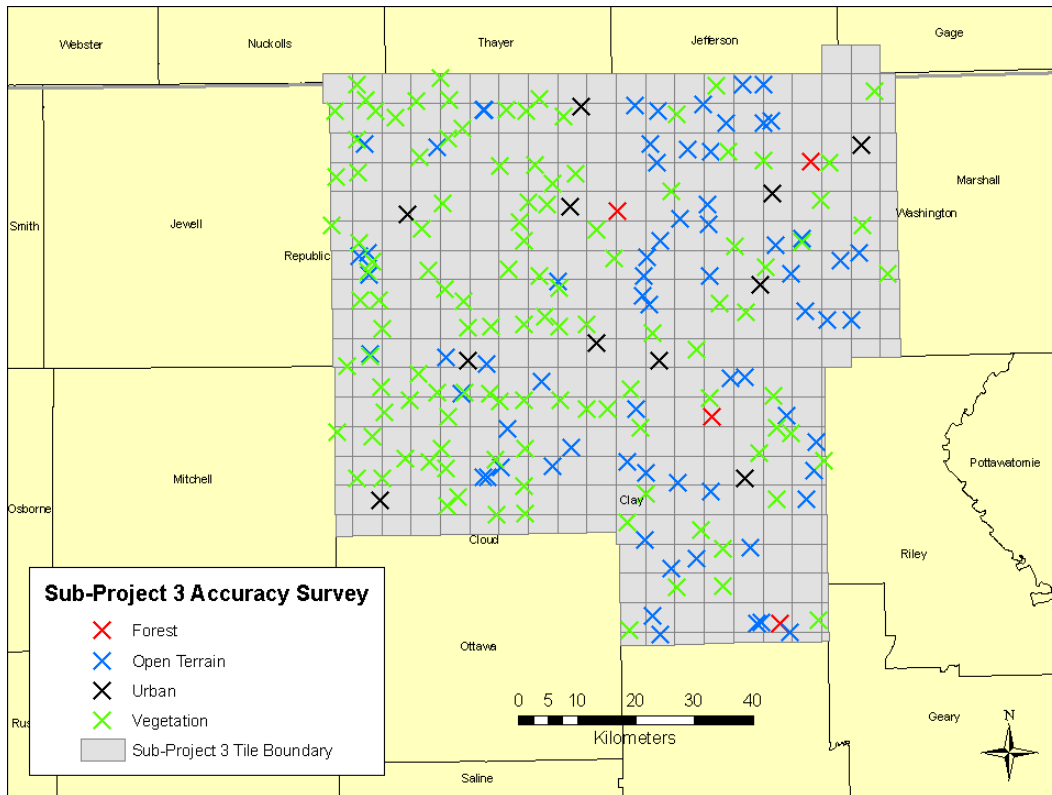 Webster
Nuckolls
Thayer
Jefferson
Gage
Smith
Jewell
Republic
Washington
Marshall
Osborne
Mitchell
Cloud
Clay
Pottawatomie
Riley
Ottawa
Geary
Saline
Rus
Sub-Project 3 Accuracy Survey
Forest
Open Terrain
Urban
Vegetation
Sub-Project 3 Tile Boundary
0 5 10 20 30 40
Kilometers
N